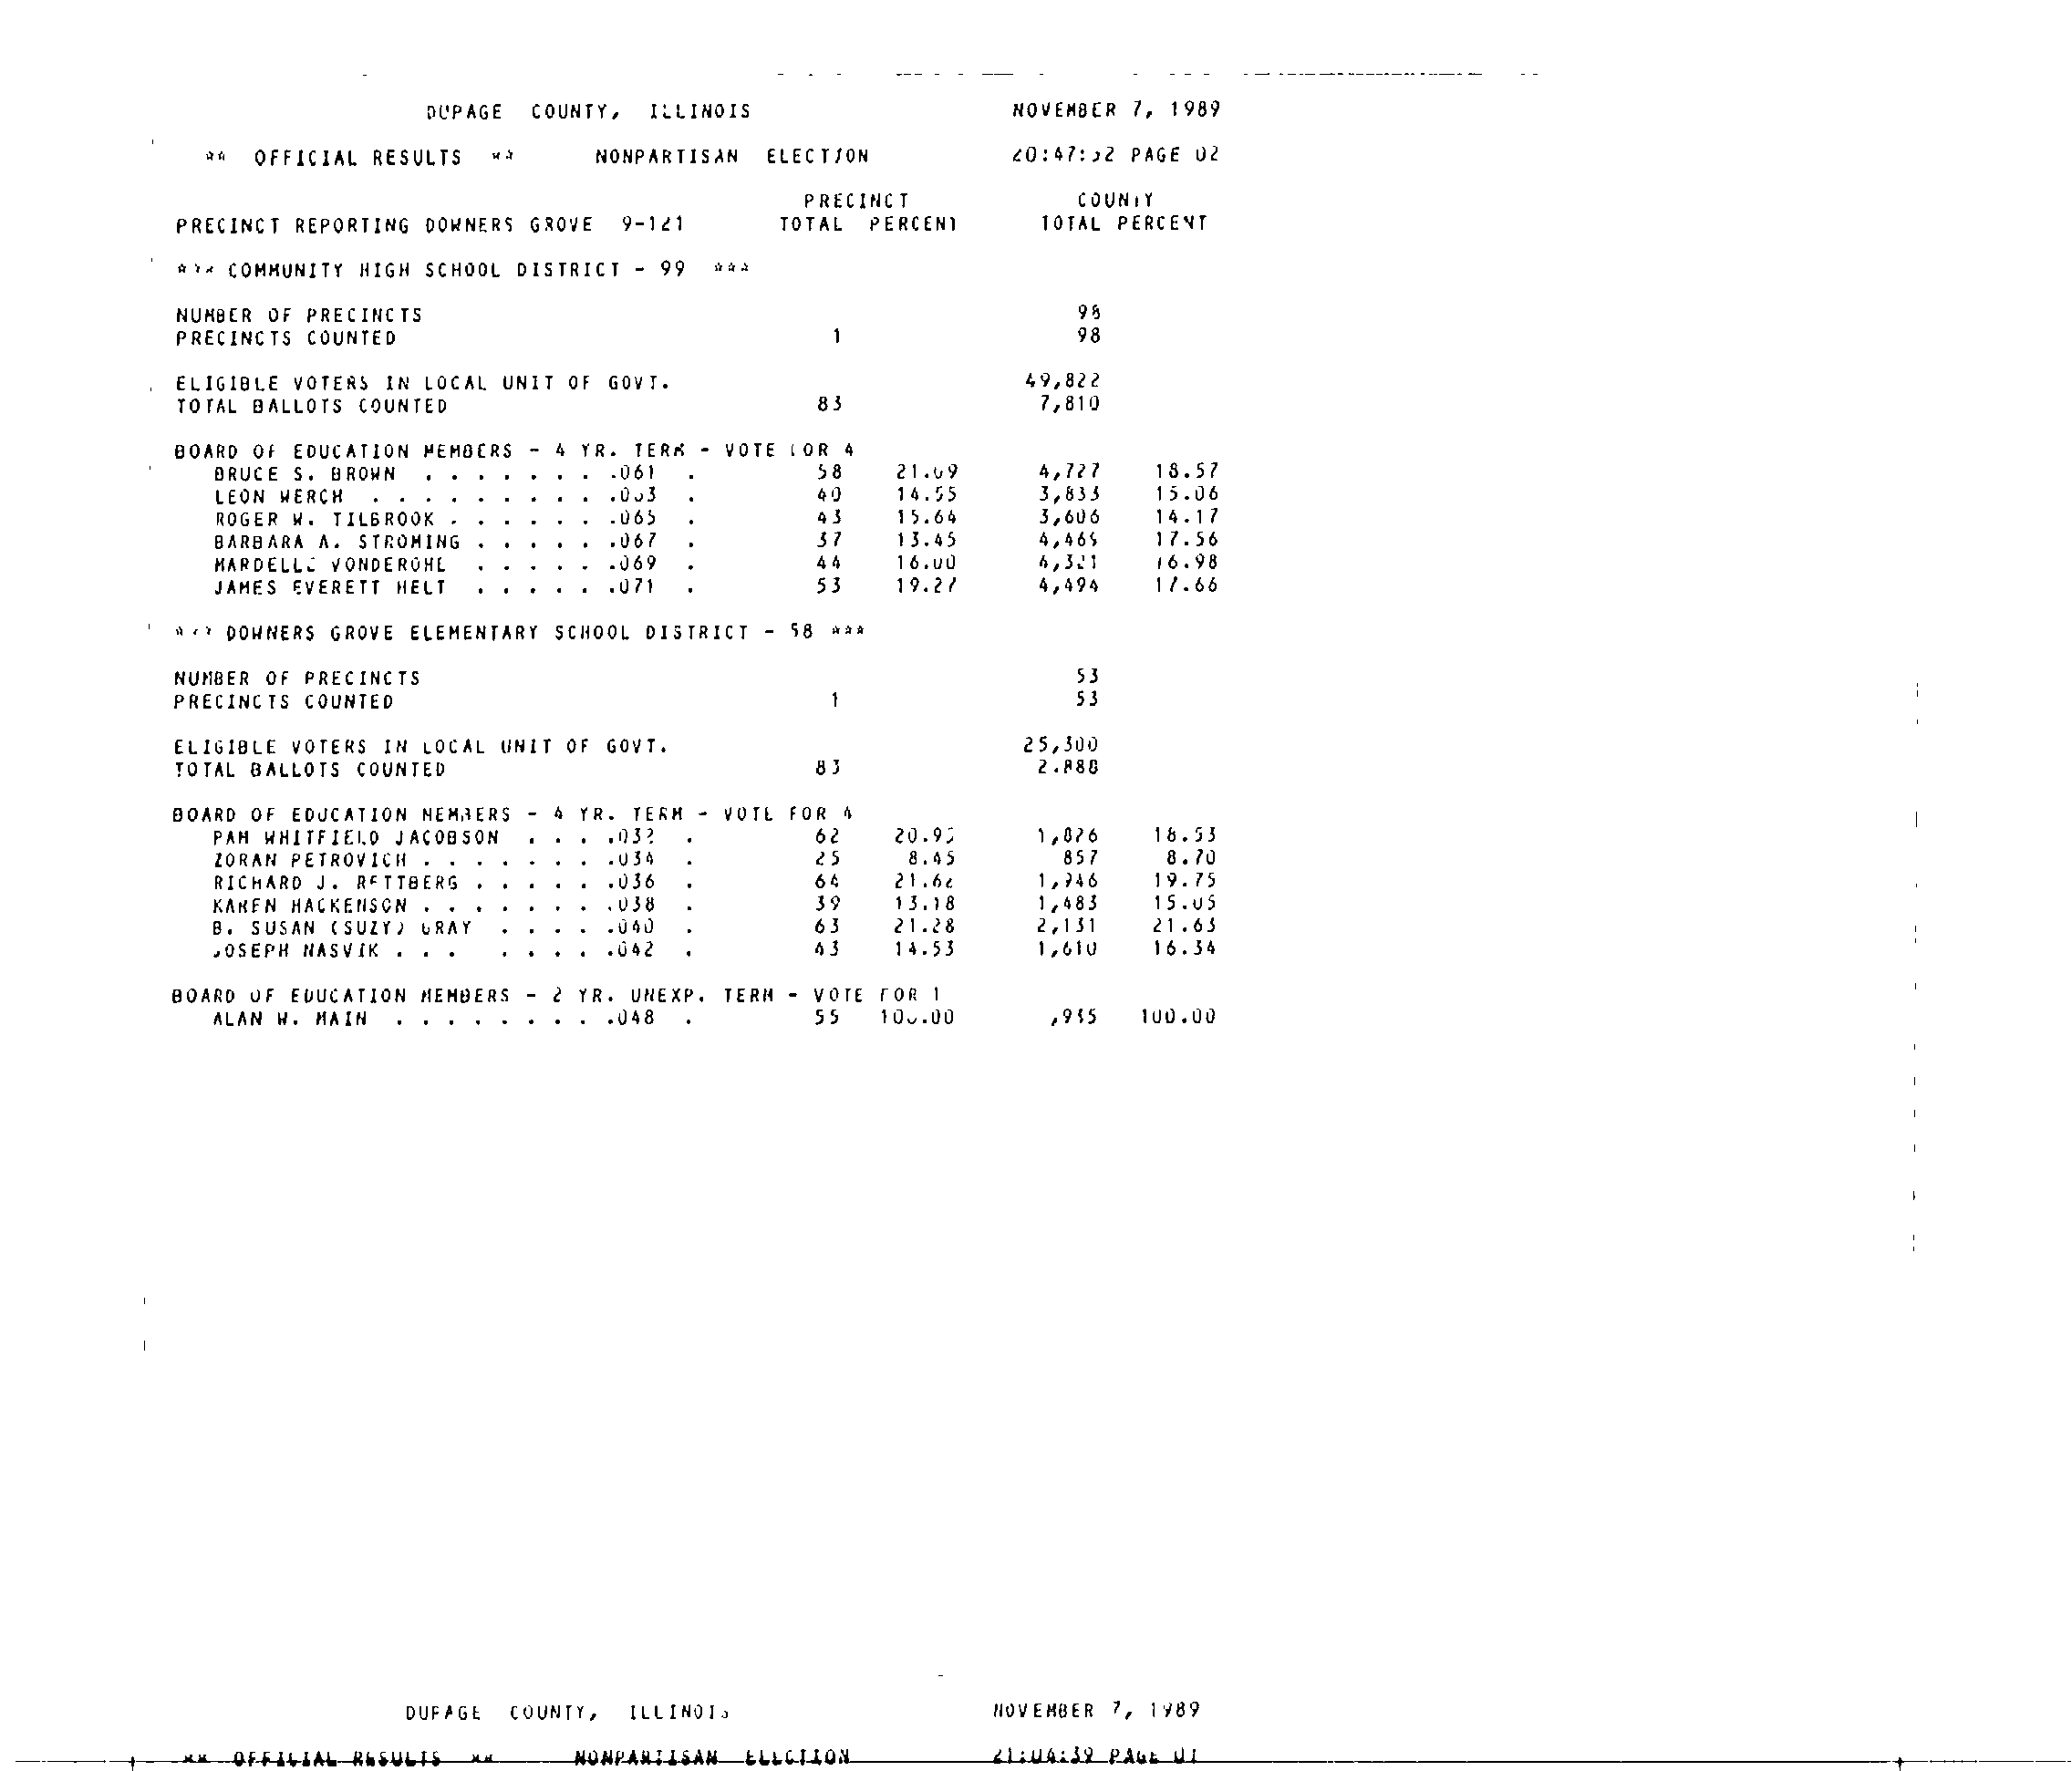 DUPAGE COUNTY, ILLINOIS NOVEMBER 7, 1989
** OFFICIAL RESULTS ** NONPARTISAN ELECTION PAGE 02
PRECINCT COUNTY
PRECINCT REPORTING DOWNERS GROVE 9-121 TOTAL PERCENT TOTAL PERCENT
*** COMMUNITY HIGH SCHOOL DISTRICT - 99 ***
NUMBER OF PRECINCTS 98
PRECINCTS COUNTED 1 98
ELIGIBLE VOTERS IN LOCAL UNIT OF GOVT. 49,822
TOTAL BALLOTS COUNTED 83 7,810
BOARD OF EDUCATION MEMBERS - 4 YR. TERM - VOTE FOR 4
BRUCE S. BROWN . . . . . . . .061 . 58 21.09 4,727 18.57
LEON WERCH . . . . . . . . . .063 . 40 14.55 3,833 15.06
ROGER W. TILBROOK . . . . . . .065 . 43 15.64 3,606 14.17
BARBARA A. STROMING . . . . . .067 . 37 13.45 4,469 17.56
MARDELLE VONDEROHE . . . . . .069 . 44 16.00 4,321 16.98
JAMES EVERETT HELT . . . . . .071 . 53 19.27 4,494 17.66
*** DOWNERS GROVE ELEMENTARY SCHOOL DISTRICT - 58 ***
NUMBER OF PRECINCTS 53
PRECINCTS COUNTED 1 53
ELIGIBLE VOTERS IN LOCAL UNIT OF GOVT. 25,300
TOTAL BALLOTS COUNTED 83 2,888
BOARD OF EDUCATION MEMBERS - 4 YR. TERM - VOTE FOR 4
PAM WHITFIELD JACOBSON . . . .032 . 62 20.95 1,826 18.53
ZORAN PETROVICH . . . . . . . .034 . 25 8.45 857 8.70
RICHARD J. RETTBERG . . . . . .036 . 64 21.62 1,946 19.75
KAREN HACKENSON . . . . . . . .038 . 39 13.18 1,483 15.05
B. SUSAN (SUZY) GRAY . . . . .040 . 63 21.28 2,131 21.63
JOSEPH NASVIK . . . . . . . .042 . 43 14.53 1,610 16.34
BOARD OF EDUCATION MEMBERS - 2 YR. UNEXP. TERM - VOTE FOR 1
ALAN W. MAIN . . . . . . . . .048 . 55 100.00 100.00
DUPAGE COUNTY, ILLINOIS NOVEMBER 7, 1989
** OFFICIAL RESULTS ** NONPARTISAN ELECTION 21:04:39 PAGE 01